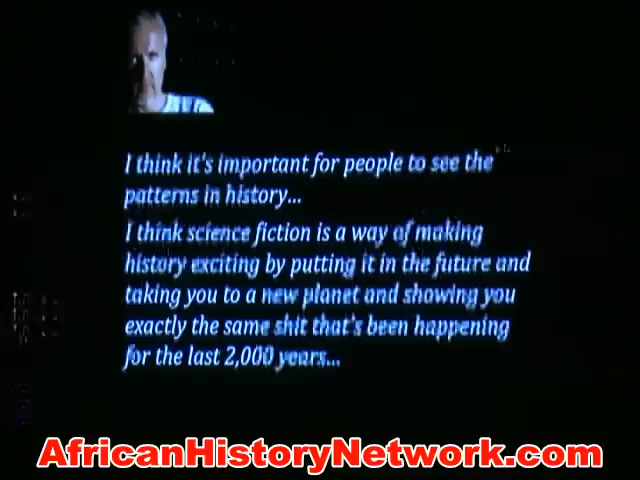 I think it's important for people to see the
patterns in history...
I think science fiction is a way of making
history exciting by putting it in the future and
taking you to a new planet and showing you
exactly the same shit that's been happening
for the last 2,000 years...
AfricanHistoryNetwork.com